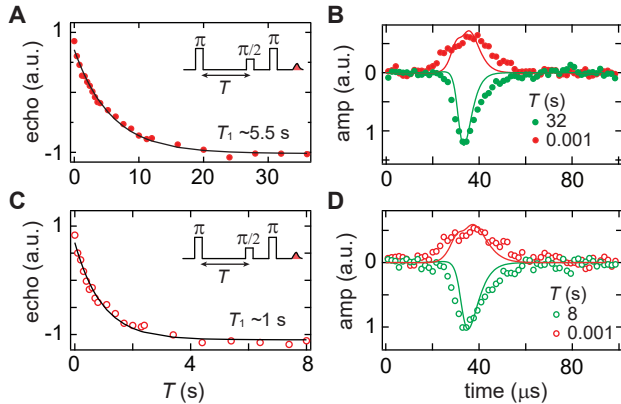 A
echo (a.u.)
1
-1
0
10
20
30
π
π/2
π
T
T₁ ~5.5 s
B
amp (a.u.)
0
1
0
40
80
T (s)
32
0.001
C
echo (a.u.)
1
-1
0
2
4
6
8
T (s)
π
π/2
π
T
T₁ ~1 s
D
amp (a.u.)
0
1
0
40
80
time (μs)
T (s)
8
0.001